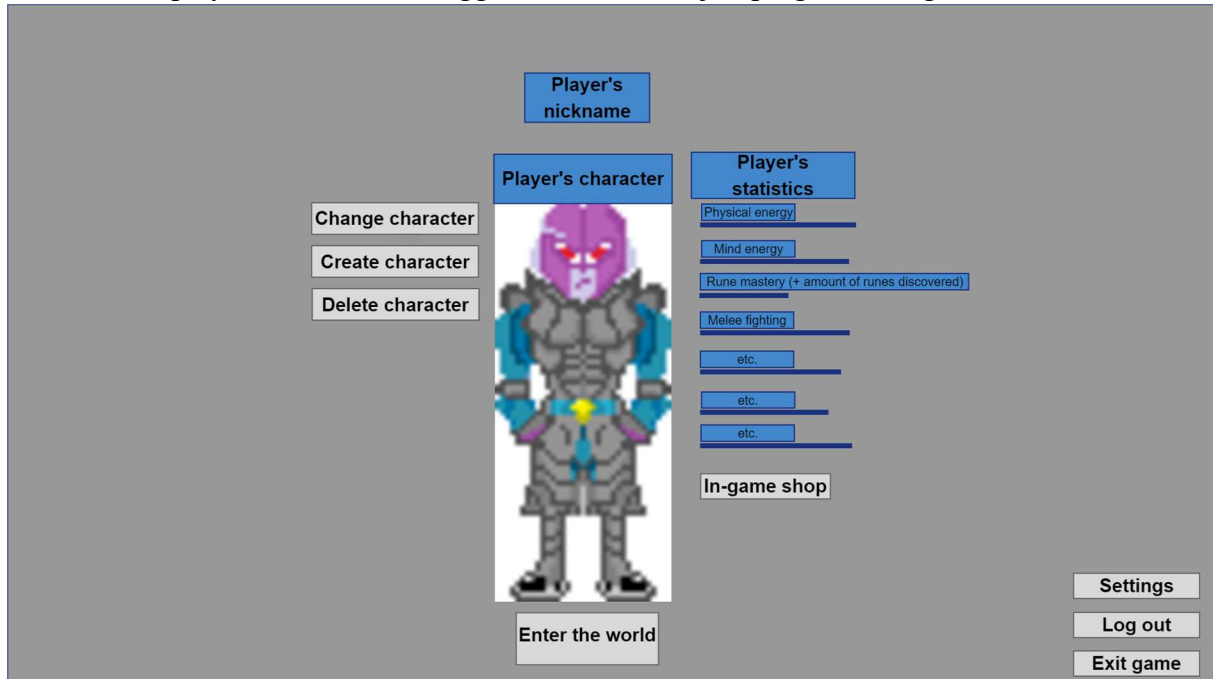 Player's
nickname
Player's character
Player's
statistics
Change character
Create character
Delete character
Physical energy
Mind energy
Rune mastery (+ amount of runes discovered)
Melee fighting
etc.
etc.
etc.
In-game shop
Enter the world
Settings
Log out
Exit game